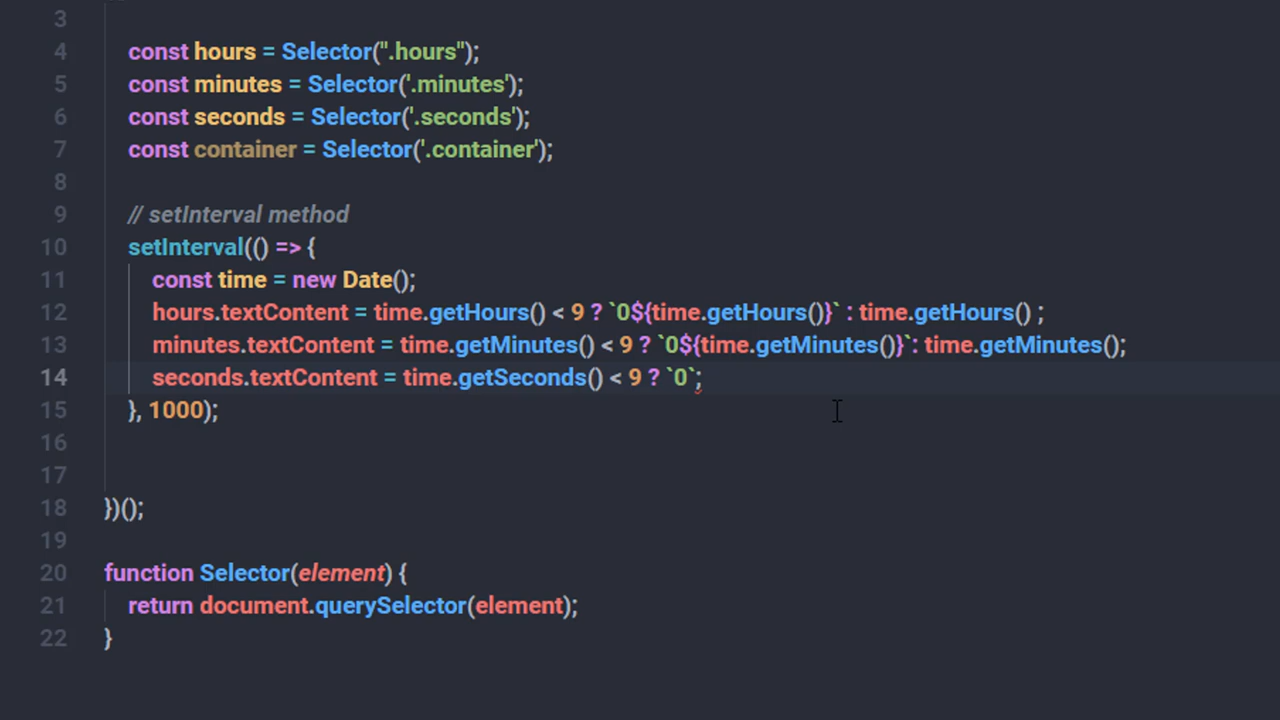 3
4 const hours = Selector(".hours");
5 const minutes = Selector('.minutes');
6 const seconds = Selector('.seconds');
7 const container = Selector('.container');
8
9 // setInterval method
10 setInterval(() => {
11 const time = new Date();
12 hours.textContent = time.getHours() < 9 ? `0${time.getHours()}` : time.getHours() ;
13 minutes.textContent = time.getMinutes() < 9 ? `0${time.getMinutes()}`: time.getMinutes();
14 seconds.textContent = time.getSeconds() < 9 ? `0`;
15 }, 1000);
16
17
18 })();
19
20 function Selector(element) {
21 return document.querySelector(element);
22 }